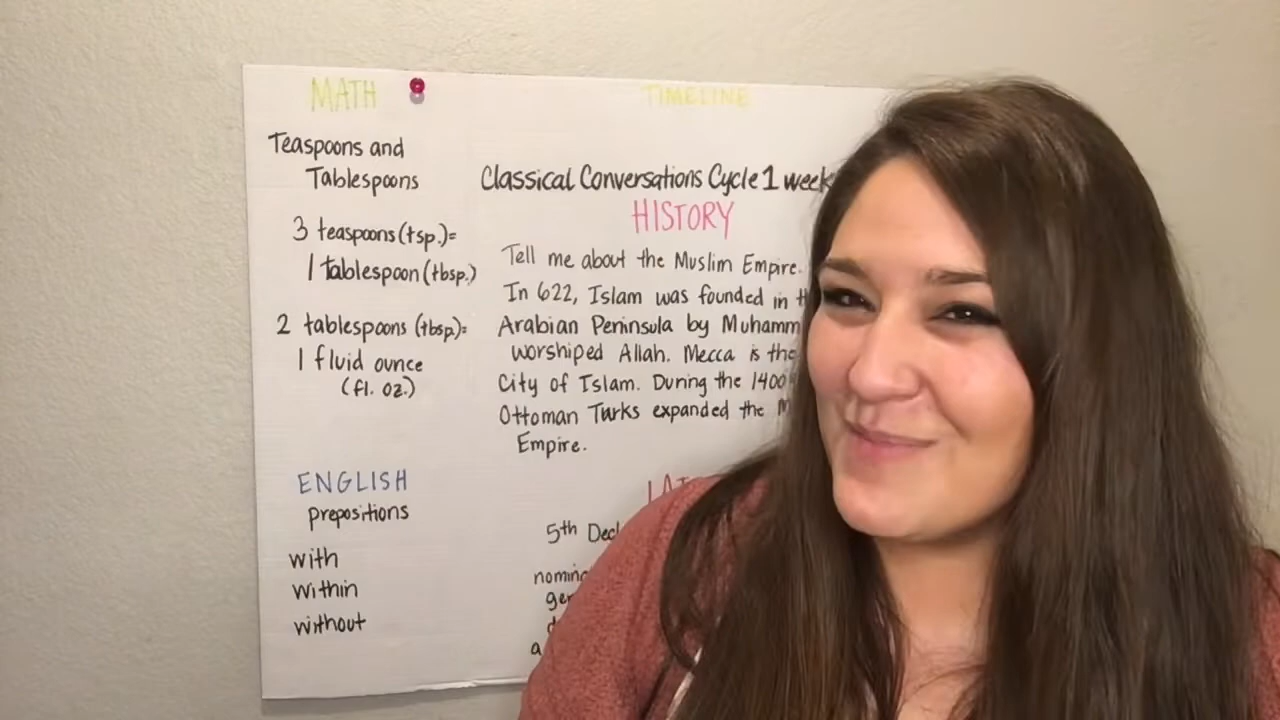 MATH
Teaspoons and
Tablespoons
3 teaspoons (tsp.)=
1 tablespoon (tbsp.)
2 tablespoons (tbsp.)=
1 fluid ounce
(fl. oz.)
ENGLISH
prepositions
with
within
without
TIMELINE
Classical Conversations Cycle 1 week
HISTORY
Tell me about the Muslim Empire.
In 622, Islam was founded in
Arabian Peninsula by
worshiped Allah. Mecca is the
City of Islam. During the 1400
Ottoman Turks expanded the
Empire.
5th